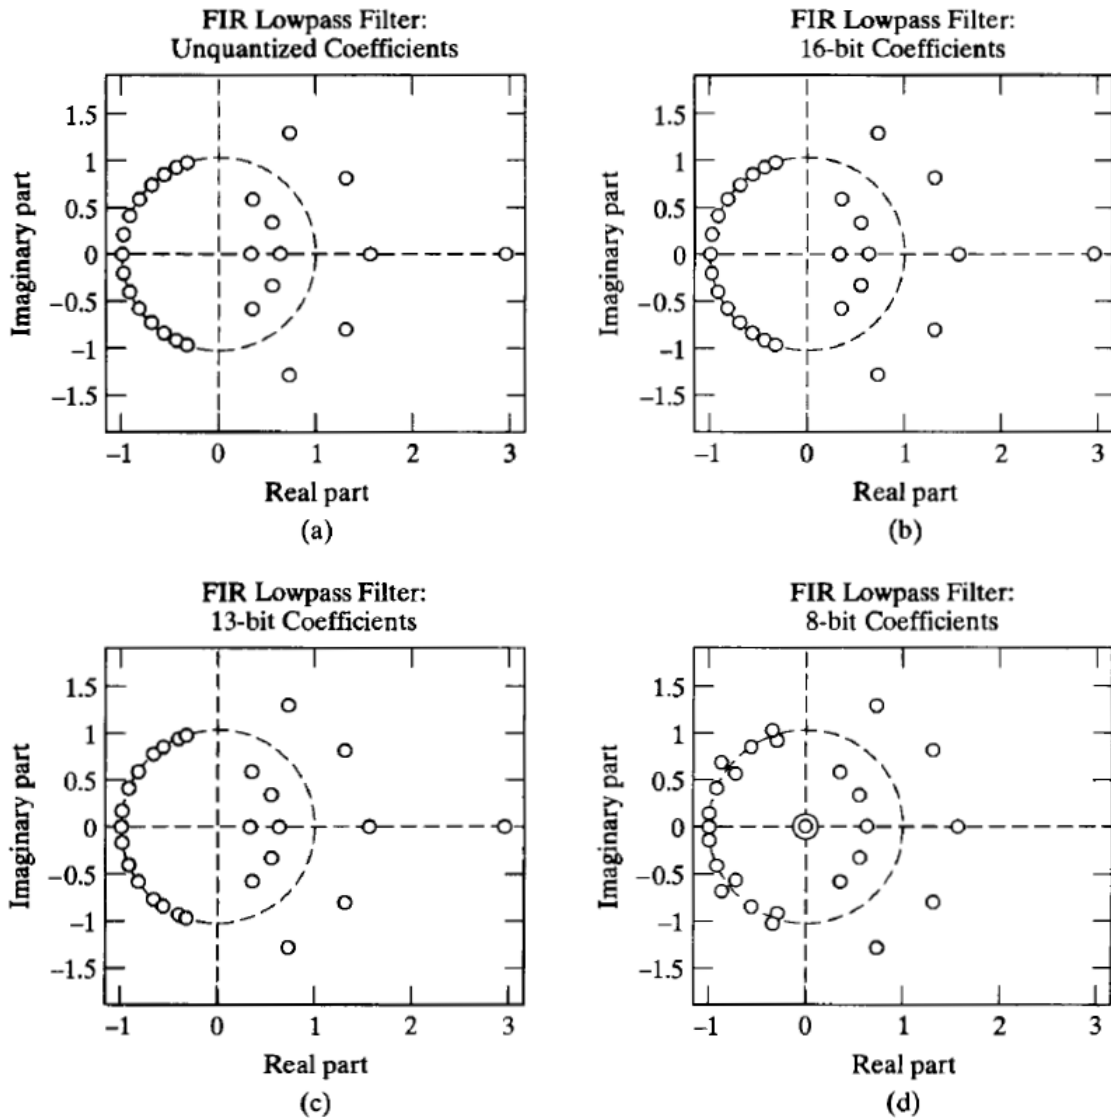 FIR Lowpass Filter:
Unquantized Coefficients
1.5
1
0.5
0
−0.5
−1
−1.5
Imaginary part
−1 0 1 2 3
Real part
(a)
FIR Lowpass Filter:
16-bit Coefficients
1.5
1
0.5
0
−0.5
−1
−1.5
Imaginary part
−1 0 1 2 3
Real part
(b)
FIR Lowpass Filter:
13-bit Coefficients
1.5
1
0.5
0
−0.5
−1
−1.5
Imaginary part
−1 0 1 2 3
Real part
(c)
FIR Lowpass Filter:
8-bit Coefficients
1.5
1
0.5
0
−0.5
−1
−1.5
Imaginary part
−1 0 1 2 3
Real part
(d)